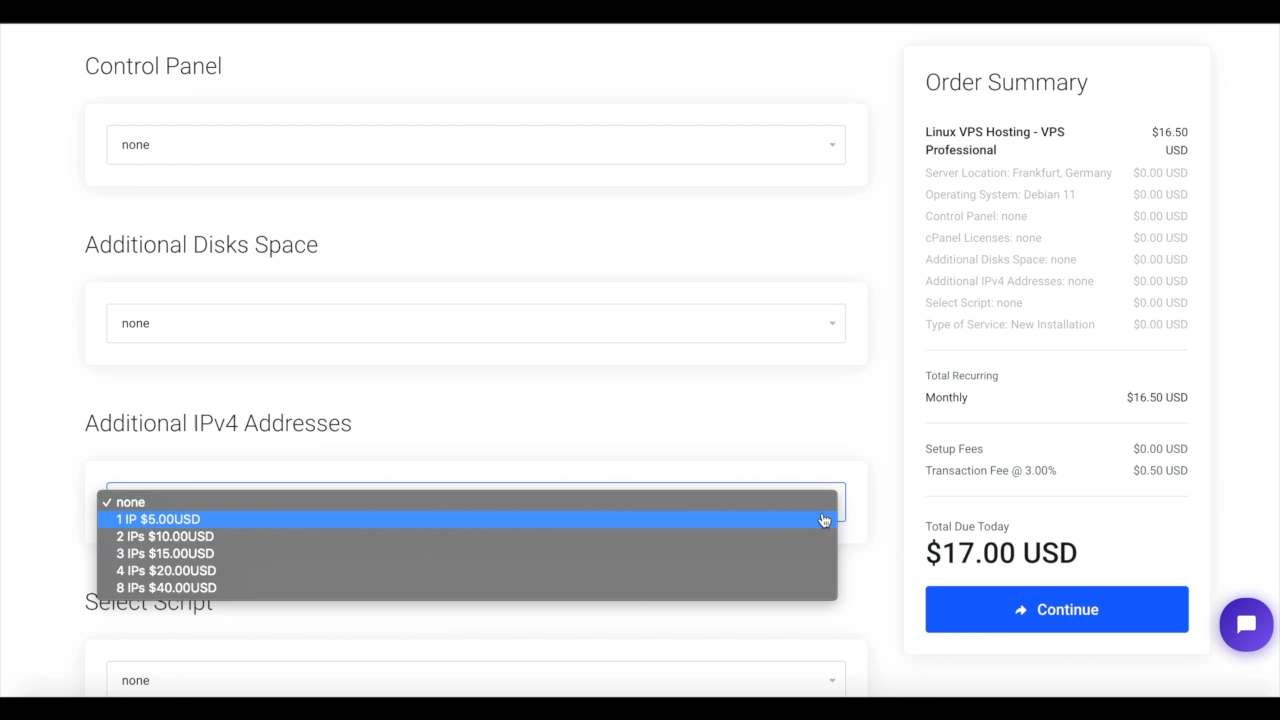 Control Panel
none
Additional Disks Space
none
Additional IPv4 Addresses
✓ none
1 IP $5.00USD
2 IPs $10.00USD
3 IPs $15.00USD
4 IPs $20.00USD
8 IPs $40.00USD
Select Script
none
Order Summary
Linux VPS Hosting - VPS $16.50
Professional USD
Server Location: Frankfurt, Germany $0.00 USD
Operating System: Debian 11 $0.00 USD
Control Panel: none $0.00 USD
cPanel Licenses: none $0.00 USD
Additional Disks Space: none $0.00 USD
Additional IPv4 Addresses: none $0.00 USD
Select Script: none $0.00 USD
Type of Service: New Installation $0.00 USD
Total Recurring
Monthly $16.50 USD
Setup Fees $0.00 USD
Transaction Fee @ 3.00% $0.50 USD
Total Due Today
$17.00 USD
Continue